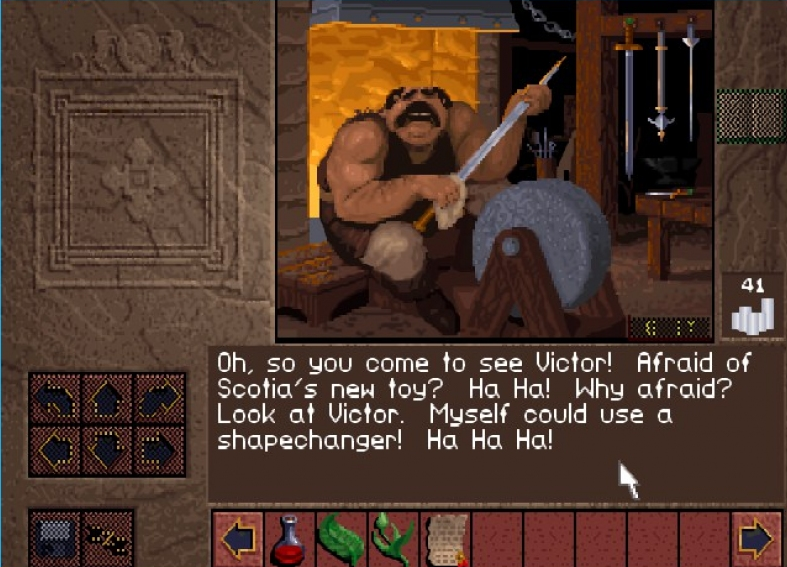 41
Oh, so you come to see Victor! Afraid of
Scotia's new toy? Ha Ha! Why afraid?
Look at Victor. Myself could use a
shapechanger! Ha Ha Ha!